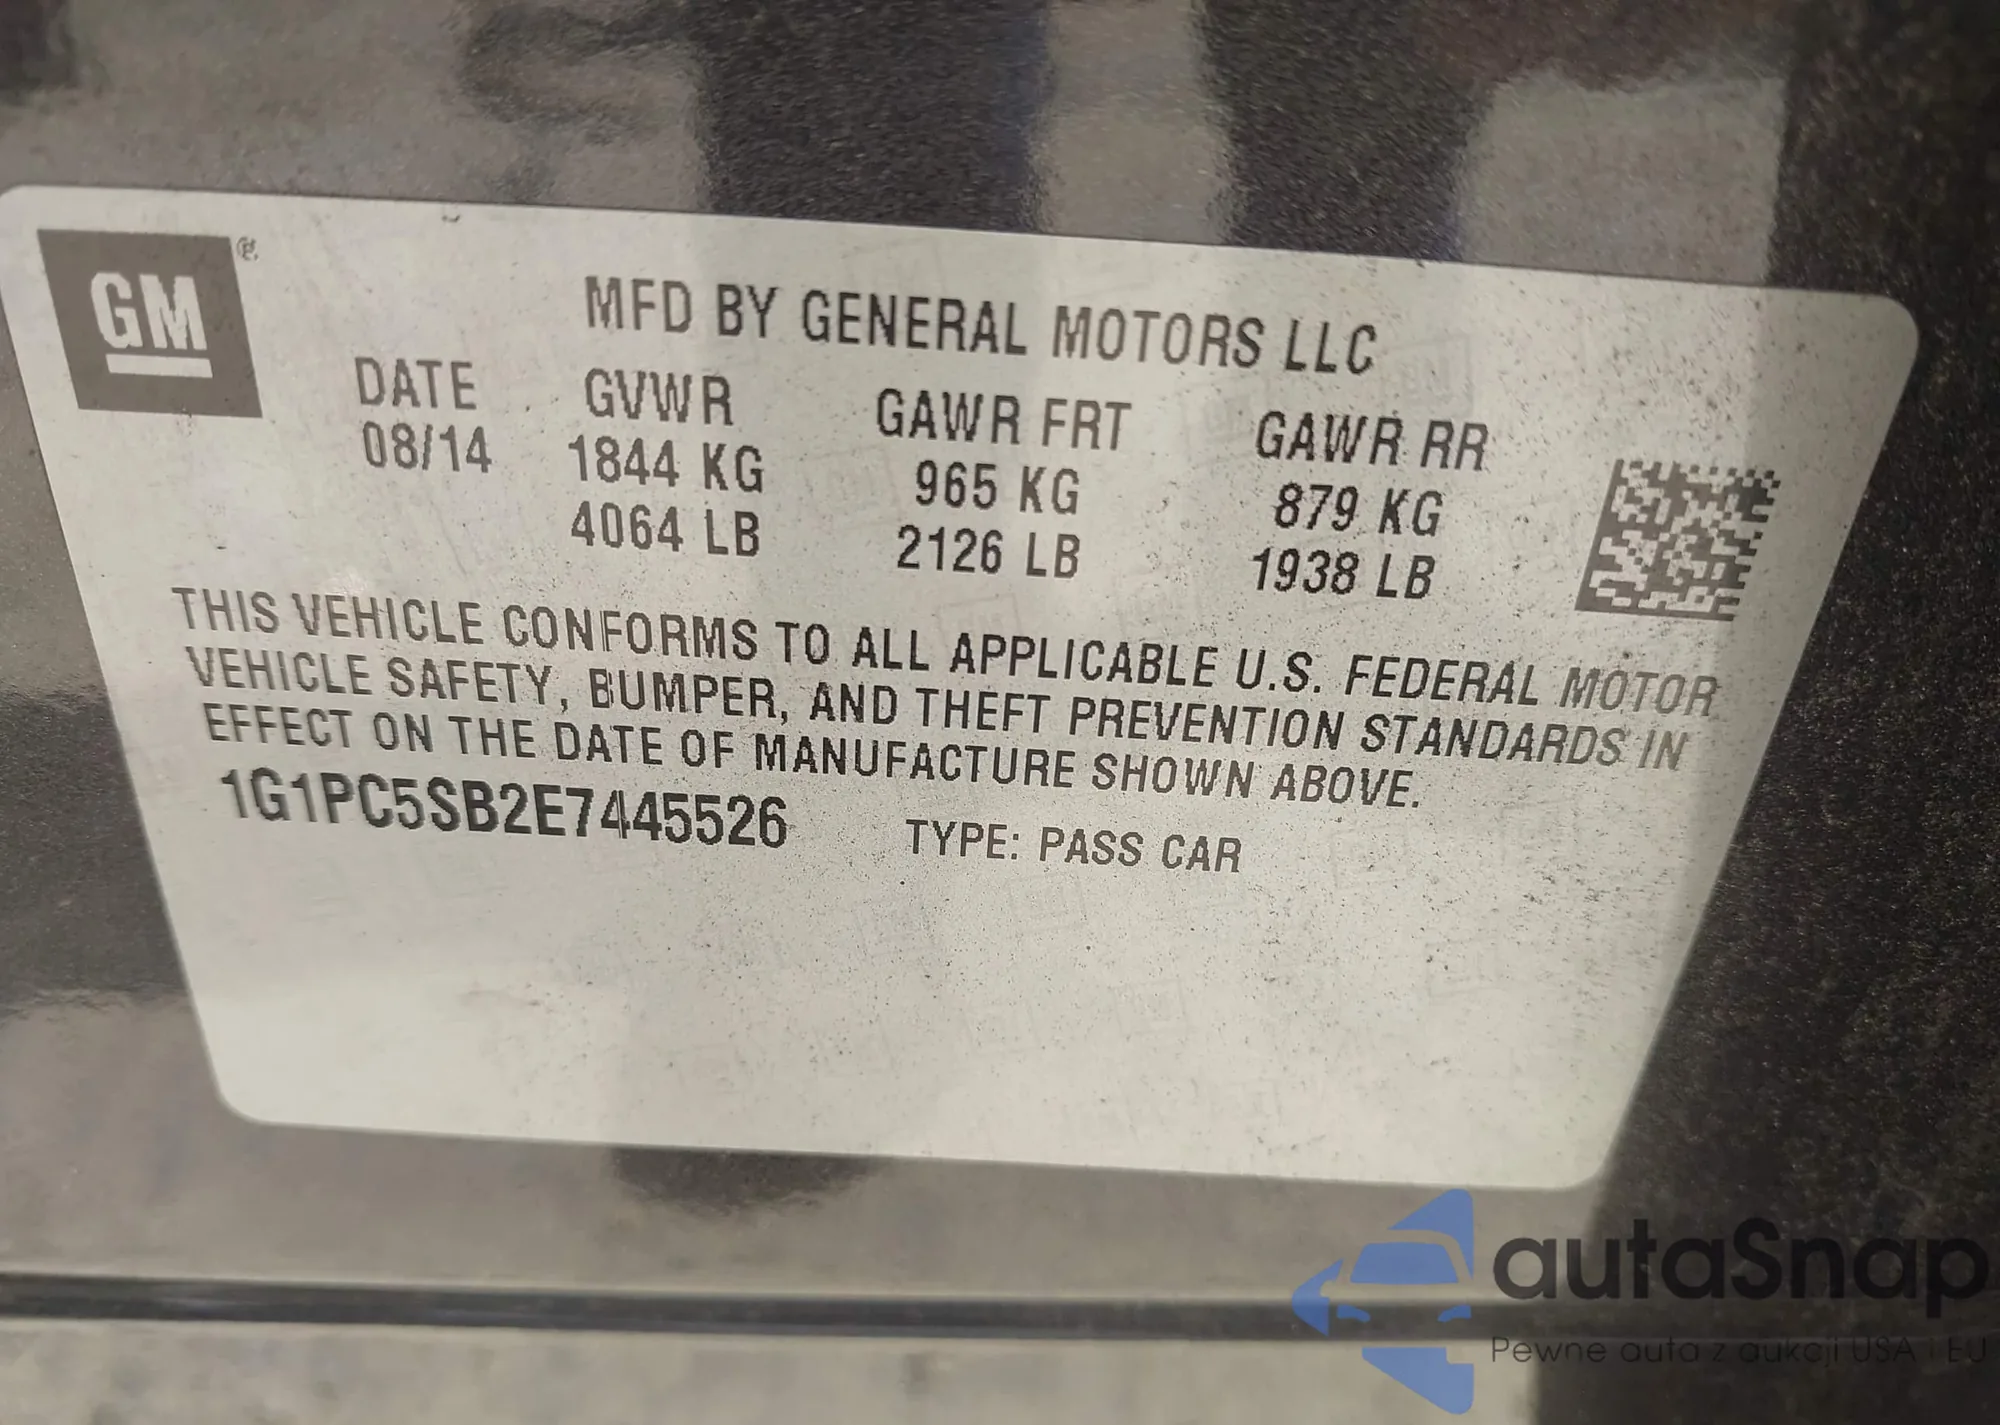 GM®
MFD BY GENERAL MOTORS LLC
DATE GVWR GAWR FRT GAWR RR
08/14 1844 KG 965 KG 879 KG
4064 LB 2126 LB 1938 LB
THIS VEHICLE CONFORMS TO ALL APPLICABLE U.S. FEDERAL MOTOR
VEHICLE SAFETY, BUMPER, AND THEFT PREVENTION STANDARDS IN
EFFECT ON THE DATE OF MANUFACTURE SHOWN ABOVE.
1G1PC5SB2E7445526 TYPE: PASS CAR
autaSnap
Pewne auta z aukcji USA i EU